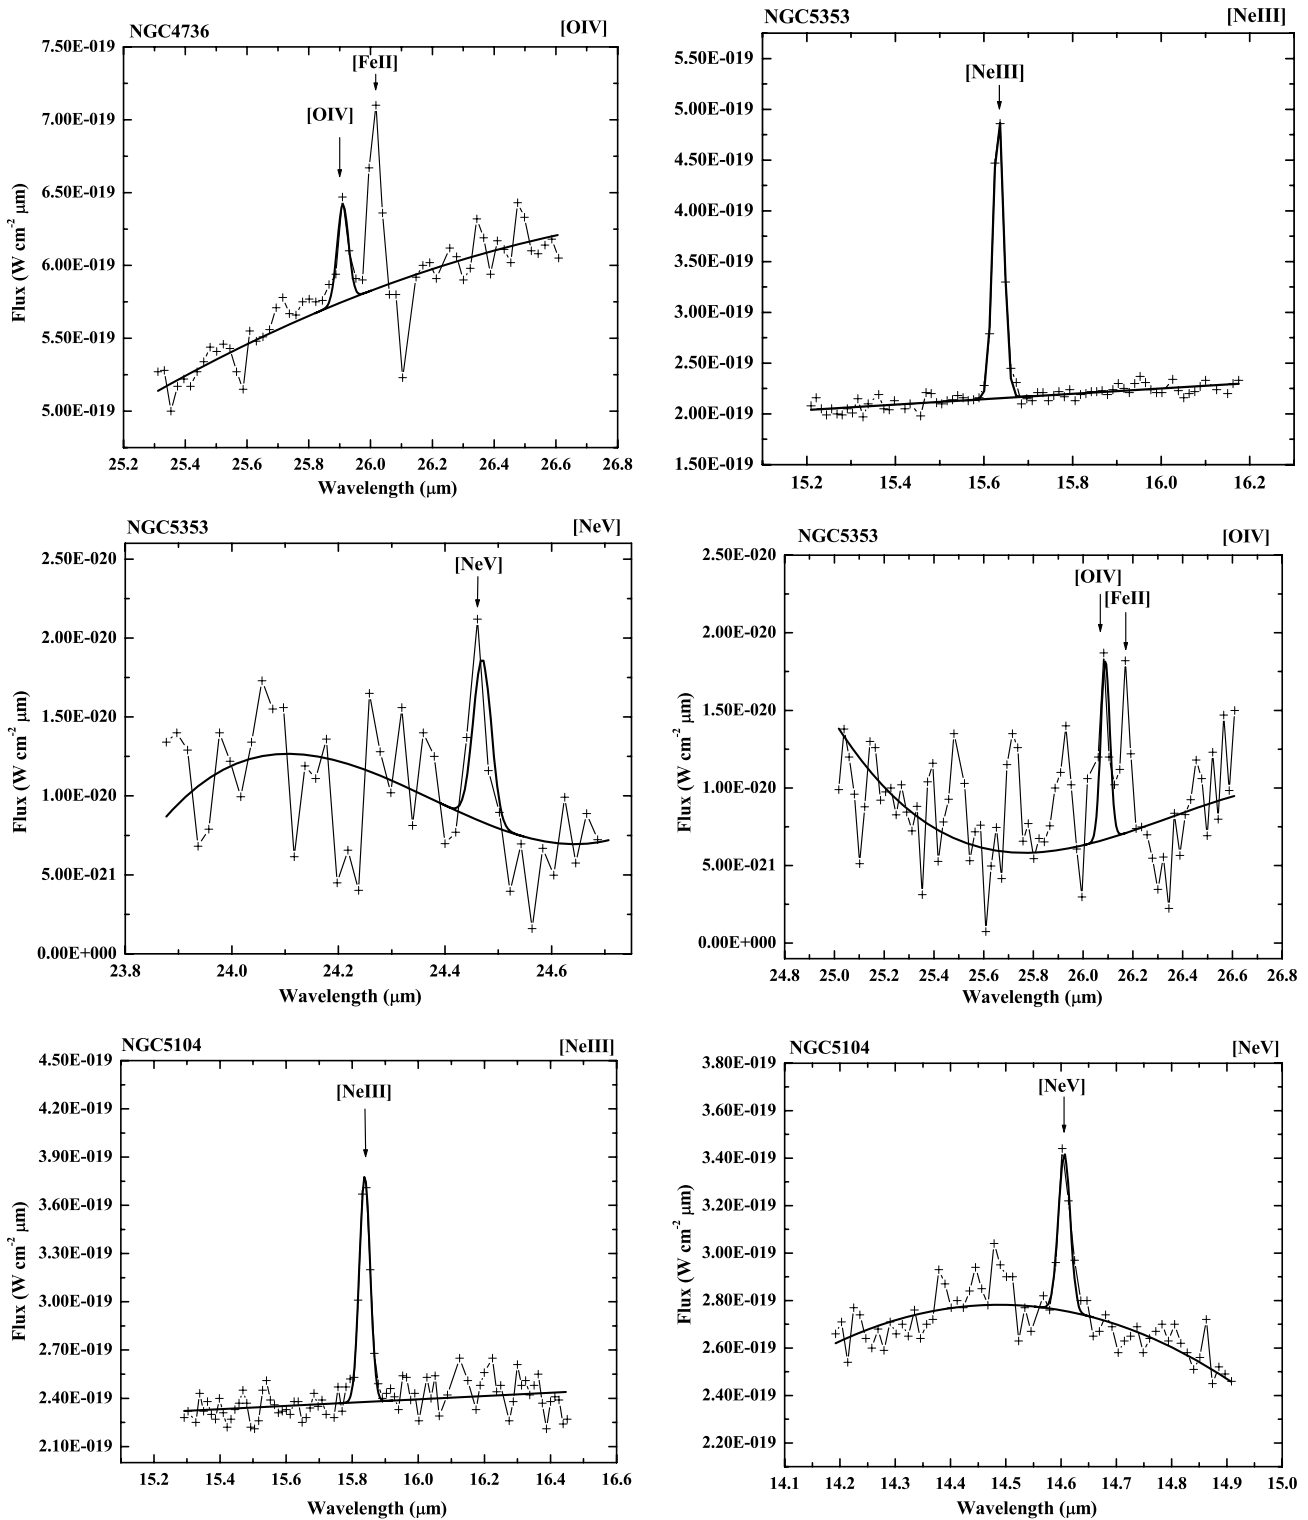 NGC4736 [OIV]
7.50E-019
7.00E-019
6.50E-019
6.00E-019
5.50E-019
5.00E-019
[FeII]
[OIV]
Flux (W cm⁻² μm)
25.2 25.4 25.6 25.8 26.0 26.2 26.4 26.6 26.8
Wavelength (μm)
NGC5353 [NeIII]
5.50E-019
5.00E-019
4.50E-019
4.00E-019
3.50E-019
3.00E-019
2.50E-019
2.00E-019
1.50E-019
[NeIII]
15.2 15.4 15.6 15.8 16.0 16.2
NGC5353 [NeV]
2.50E-020
2.00E-020
1.50E-020
1.00E-020
5.00E-021
0.00E+000
[NeV]
Flux (W cm⁻² μm)
23.8 24.0 24.2 24.4 24.6
Wavelength (μm)
NGC5353 [OIV]
2.50E-020
2.00E-020
1.50E-020
1.00E-020
5.00E-021
0.00E+000
[OIV]
[FeII]
Flux (W cm⁻² μm)
24.8 25.0 25.2 25.4 25.6 25.8 26.0 26.2 26.4 26.6 26.8
Wavelength (μm)
NGC5104 [NeIII]
4.50E-019
4.20E-019
3.90E-019
3.60E-019
3.30E-019
3.00E-019
2.70E-019
2.40E-019
2.10E-019
[NeIII]
Flux (W cm⁻² μm)
15.2 15.4 15.6 15.8 16.0 16.2 16.4 16.6
Wavelength (μm)
NGC5104 [NeV]
3.80E-019
3.60E-019
3.40E-019
3.20E-019
3.00E-019
2.80E-019
2.60E-019
2.40E-019
2.20E-019
[NeV]
Flux (W cm⁻² μm)
14.1 14.2 14.3 14.4 14.5 14.6 14.7 14.8 14.9 15.0
Wavelength (μm)